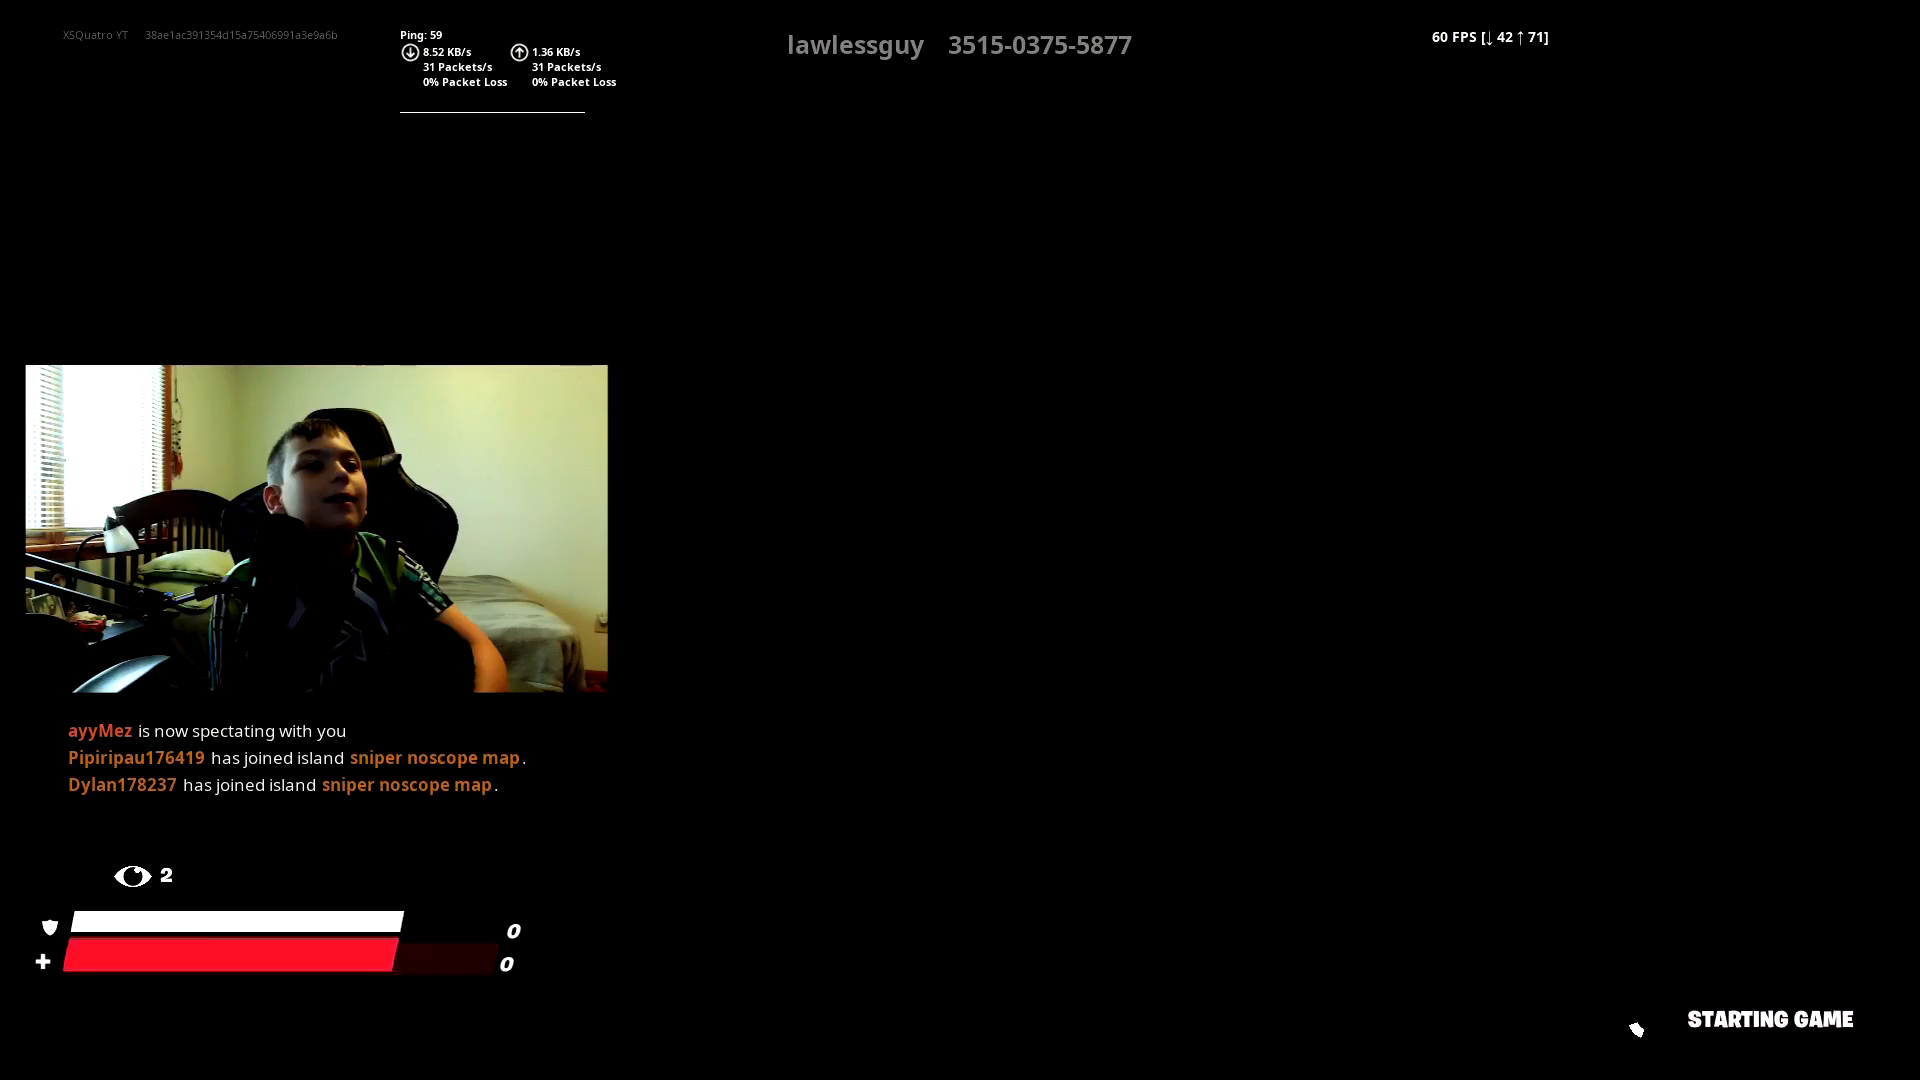 XSQuatro YT 38ae1ac391354d15a75406991a3e9a6b
Ping: 59
8.52 KB/s 1.36 KB/s
31 Packets/s 31 Packets/s
0% Packet Loss 0% Packet Loss
lawlessguy 3515-0375-5877
60 FPS [↓ 42 ↑ 71]
ayyMez is now spectating with you
Pipiripau176419 has joined island sniper noscope map.
Dylan178237 has joined island sniper noscope map.
2
0
0
STARTING GAME